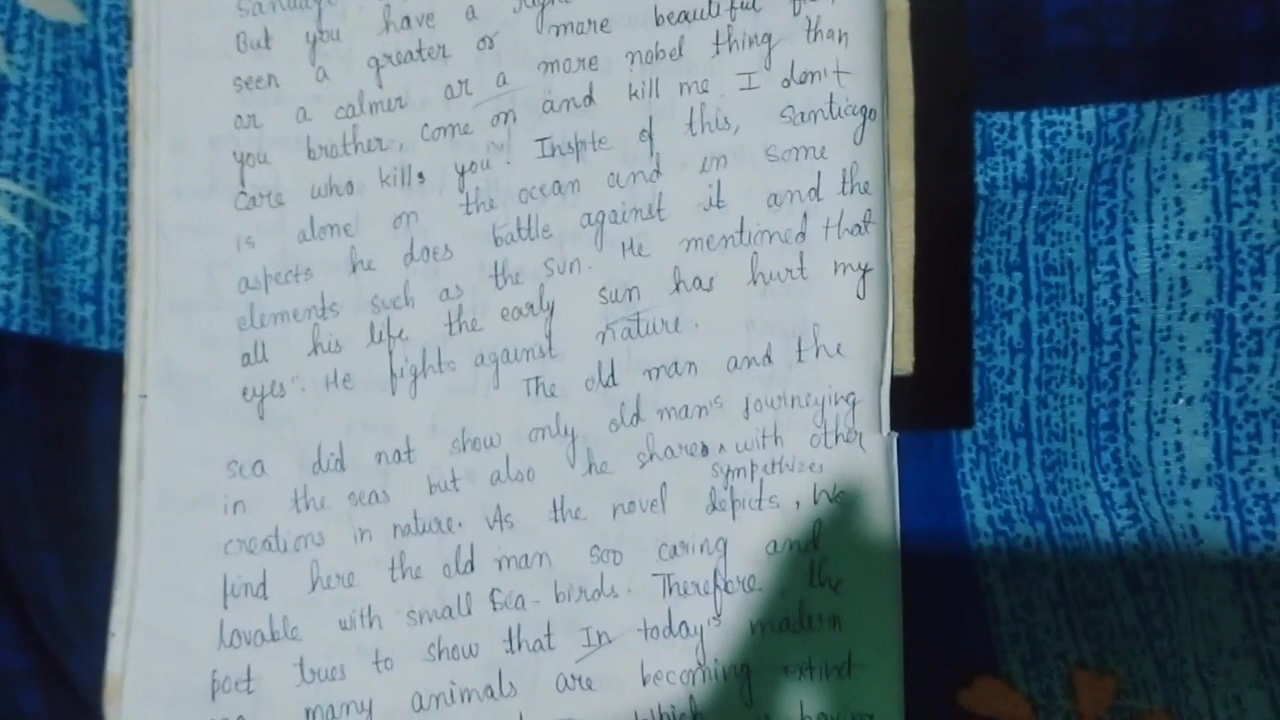 But you have a
seen a greater or more beautiful
or a calmer or a more nobel thing than
you brother, come on and kill me. I don't
care who kills you". Inspite of this, Santiago
is alone on the ocean and in some
aspects he does battle against it and the
elements such as the sun. He mentioned that
all his life the early sun has hurt my
eyes". He fights against nature.
The old man and the
sea did not show only old man's journeying
in the seas but also he shares sympathizes with other
creations in nature. As the novel depicts, We
find here the old man soo caring and
lovable with small Sea-birds. Therefore the
poet trues to show that In today's modern
many animals are becoming extinct
which having